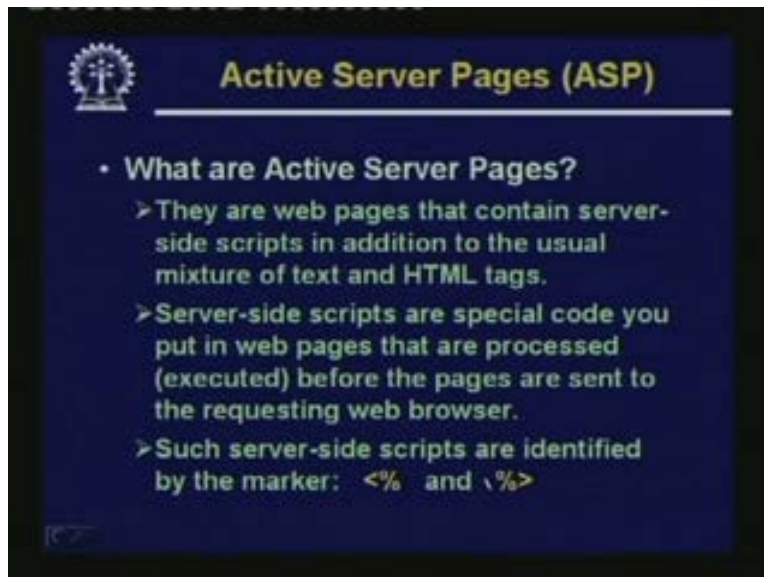 Active Server Pages (ASP)
• What are Active Server Pages?
➢They are web pages that contain server-
side scripts in addition to the usual
mixture of text and HTML tags.
➢Server-side scripts are special code you
put in web pages that are processed
(executed) before the pages are sent to
the requesting web browser.
➢Such server-side scripts are identified
by the marker: <% and \%>